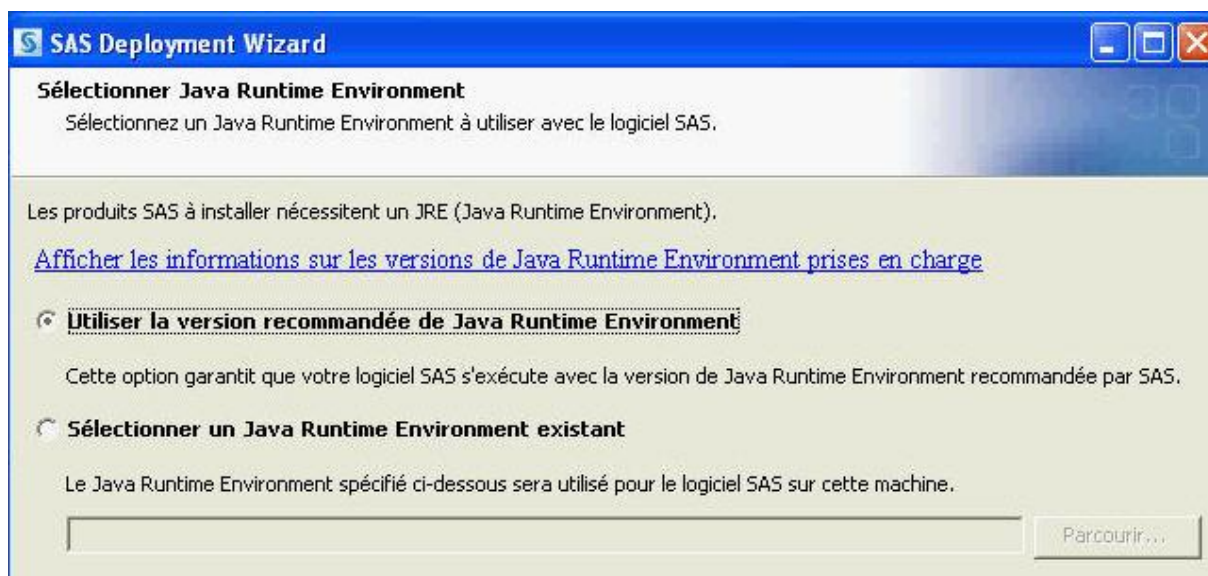 SAS Deployment Wizard
Sélectionner Java Runtime Environment
Sélectionnez un Java Runtime Environment à utiliser avec le logiciel SAS.
Les produits SAS à installer nécessitent un JRE (Java Runtime Environment).
Afficher les informations sur les versions de Java Runtime Environment prises en charge
Utiliser la version recommandée de Java Runtime Environment
Cette option garantit que votre logiciel SAS s'exécute avec la version de Java Runtime Environment recommandée par SAS.
Sélectionner un Java Runtime Environment existant
Le Java Runtime Environment spécifié ci-dessous sera utilisé pour le logiciel SAS sur cette machine.
Parcourir...